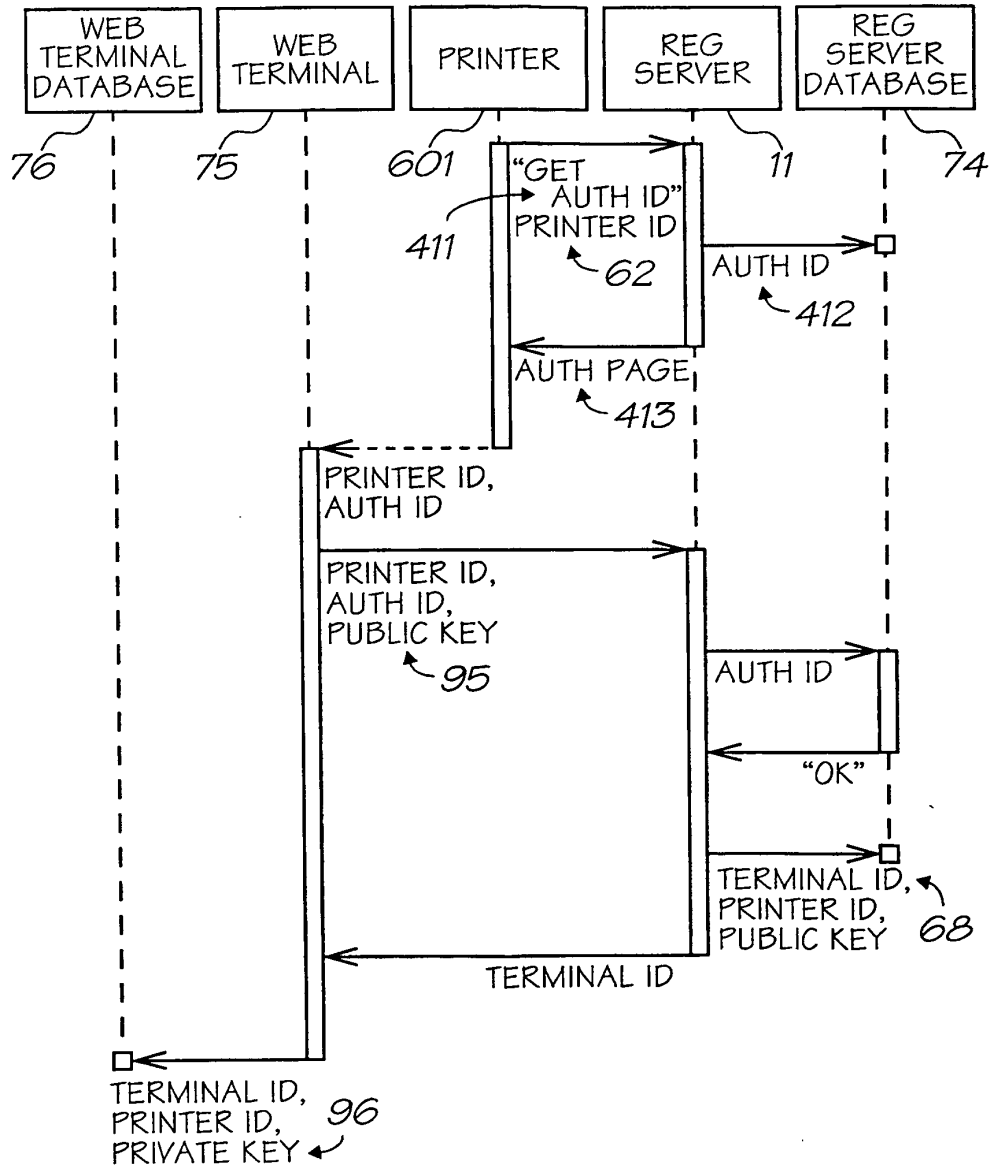 WEB
TERMINAL
DATABASE
WEB
TERMINAL
PRINTER
REG
SERVER
REG
SERVER
DATABASE
76
75
601
11
74
"GET
AUTH ID"
PRINTER ID
411
62
AUTH ID
412
AUTH PAGE
413
PRINTER ID,
AUTH ID
PRINTER ID,
AUTH ID,
PUBLIC KEY
95
AUTH ID
"OK"
TERMINAL ID,
PRINTER ID,
PUBLIC KEY
68
TERMINAL ID
TERMINAL ID,
PRINTER ID,
PRIVATE KEY
96